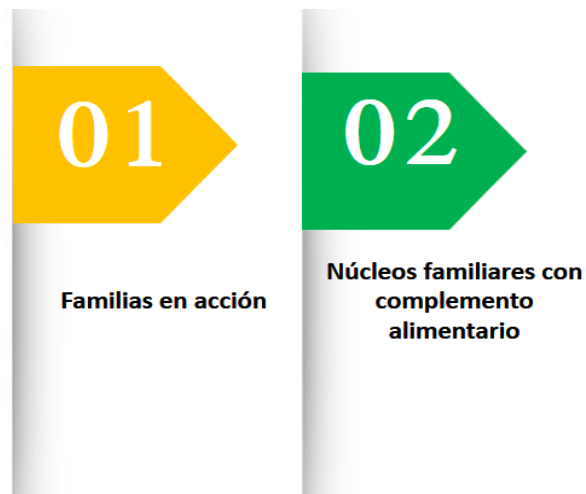 01
Familias en acción
02
Núcleos familiares con
complemento
alimentario